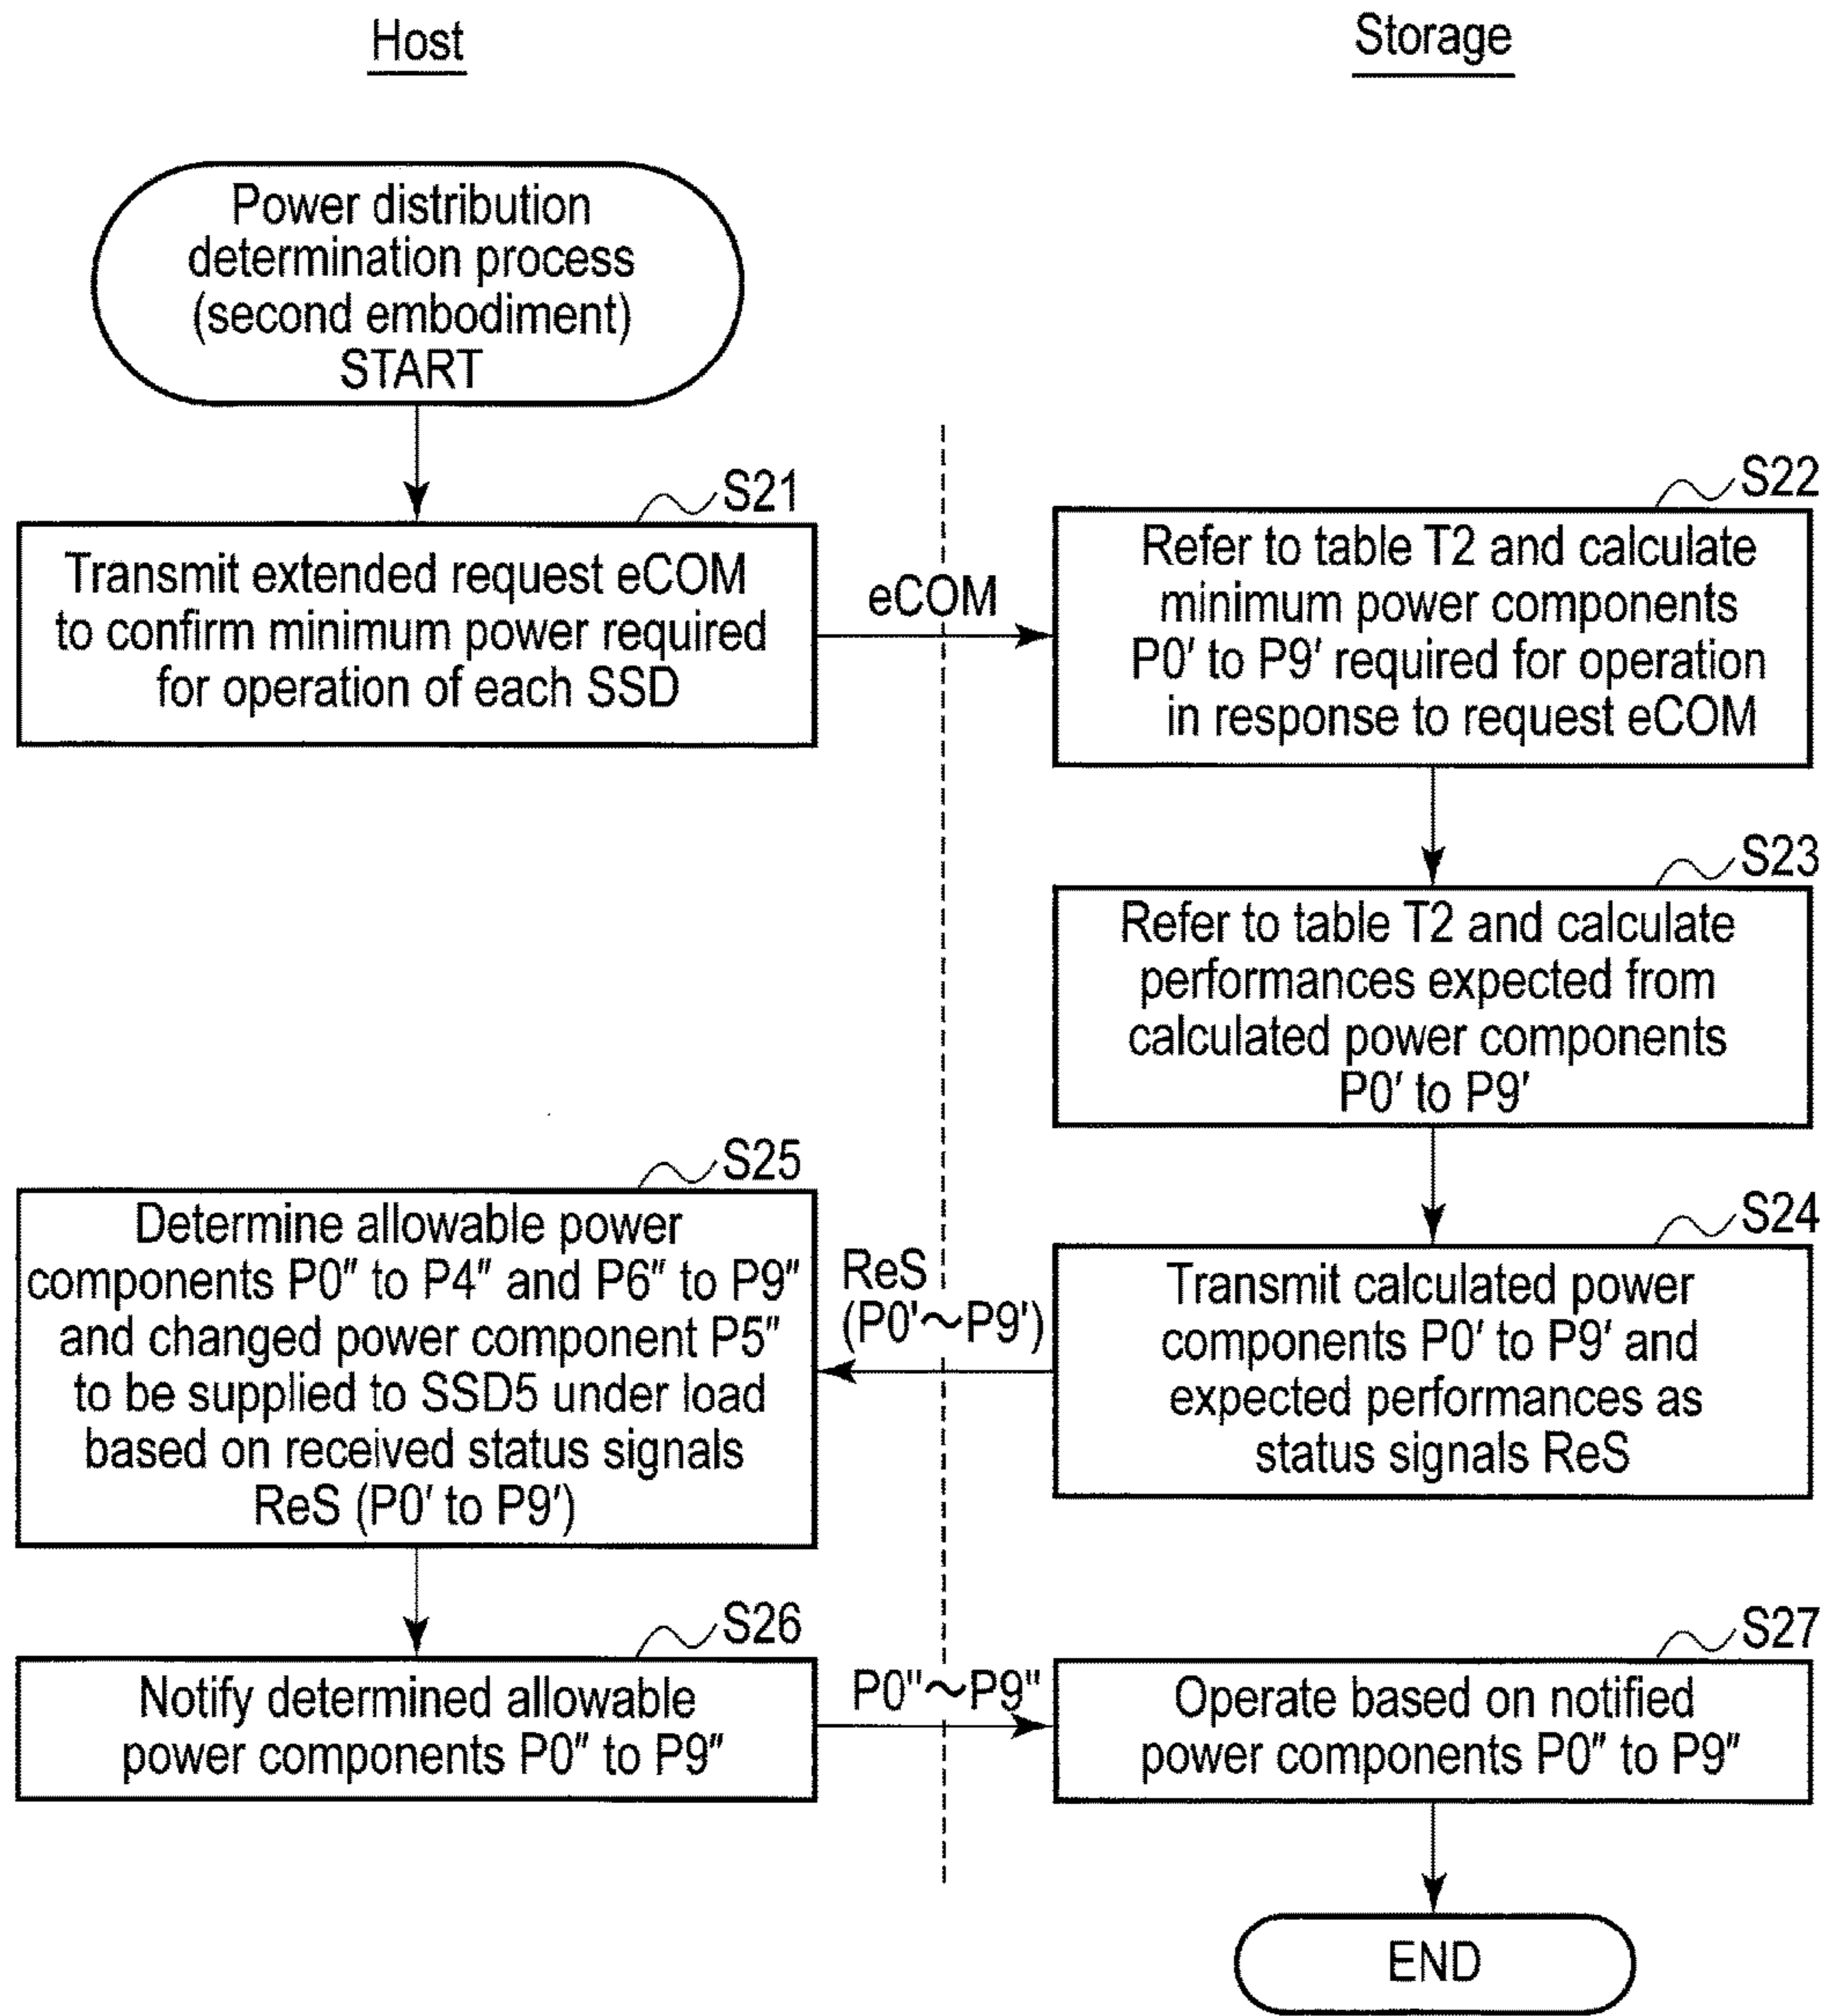 Host
Storage
Power distribution
determination process
(second embodiment)
START
S21
Transmit extended request eCOM
to confirm minimum power required
for operation of each SSD
eCOM
S22
Refer to table T2 and calculate
minimum power components
P0′ to P9′ required for operation
in response to request eCOM
S23
Refer to table T2 and calculate
performances expected from
calculated power components
P0′ to P9′
S24
Transmit calculated power
components P0′ to P9′ and
expected performances as
status signals ReS
ReS
(P0'～P9')
S25
Determine allowable power
components P0″ to P4″ and P6″ to P9″
and changed power component P5″
to be supplied to SSD5 under load
based on received status signals
ReS (P0′ to P9′)
S26
Notify determined allowable
power components P0″ to P9″
P0"～P9"
S27
Operate based on notified
power components P0″ to P9″
END